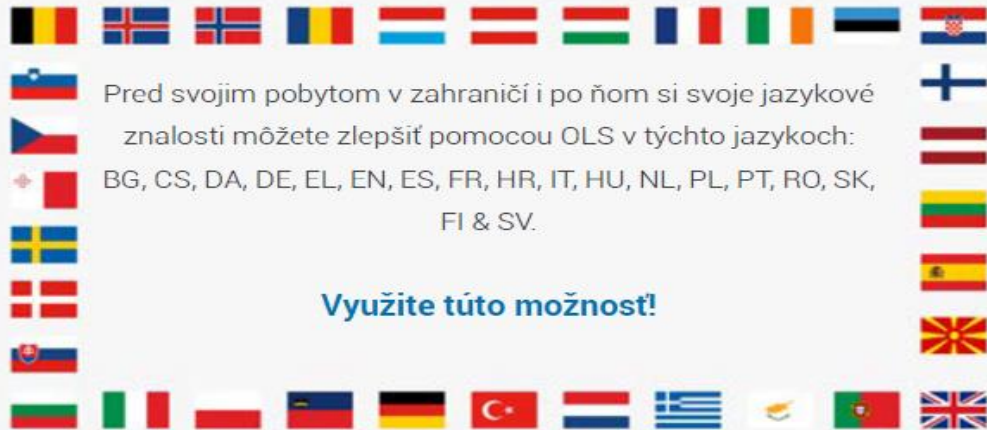 Pred svojim pobytom v zahraničí i po ňom si svoje jazykové
znalosti môžete zlepšiť pomocou OLS v týchto jazykoch:
BG, CS, DA, DE, EL, EN, ES, FR, HR, IT, HU, NL, PL, PT, RO, SK,
FI & SV.
Využite túto možnosť!